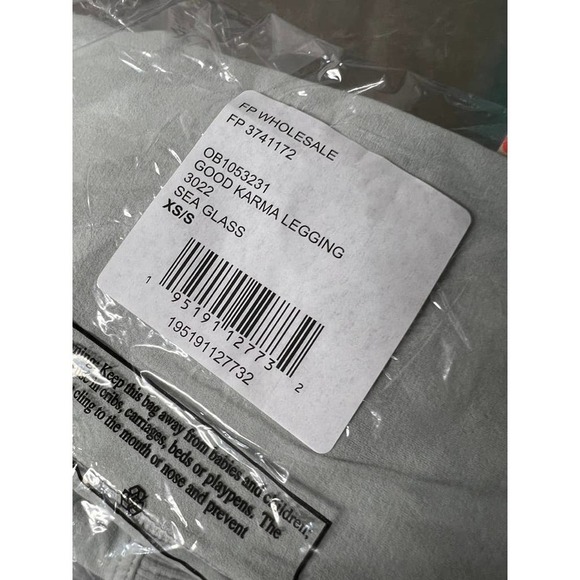 FP WHOLESALE
FP 3741172
OB1053231
GOOD KARMA LEGGING
3022
SEA GLASS
XS/S
1 95191 12773 2
195191127732
Keep this bag away from babies and children.
in cribs, carriages, beds or playpens. The
cling to the mouth or nose and prevent